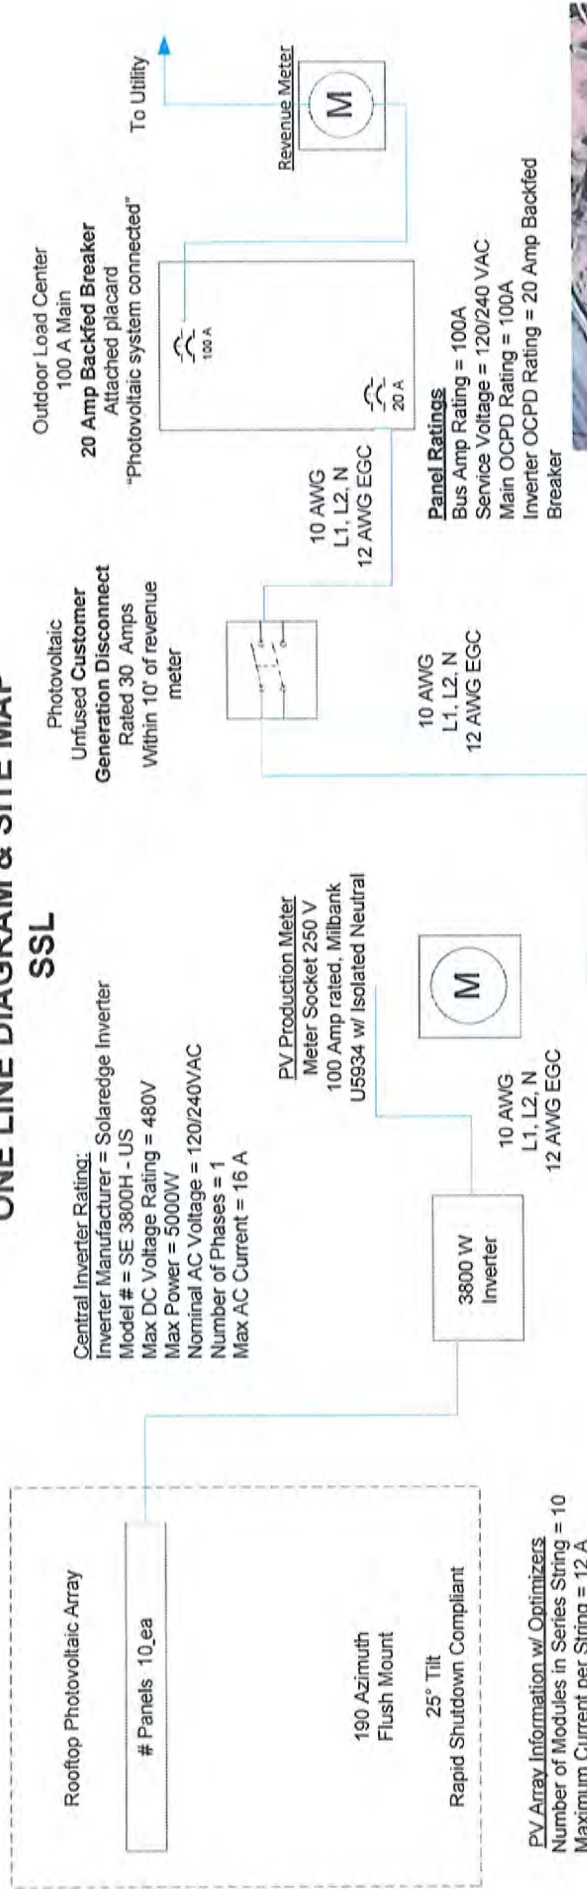 ONE LINE DIAGRAM & SITE MAP
SSL
Rooftop Photovoltaic Array
# Panels 10_ea
190 Azimuth
Flush Mount
25° Tilt
Rapid Shutdown Compliant
PV Array Information w/ Optimizers
Number of Modules in Series String = 10
Maximum Current per String = 12 A
Central Inverter Rating:
Inverter Manufacturer = Solaredge Inverter
Model # = SE 3800H - US
Max DC Voltage Rating = 480V
Max Power = 5000W
Nominal AC Voltage = 120/240VAC
Number of Phases = 1
Max AC Current = 16 A
3800 W
Inverter
PV Production Meter
Meter Socket 250 V
100 Amp rated, Milbank
U5934 w/ Isolated Neutral
M
10 AWG
L1, L2, N
12 AWG EGC
Photovoltaic
Unfused Customer
Generation Disconnect
Rated 30 Amps
Within 10' of revenue
meter
10 AWG
L1, L2, N
12 AWG EGC
10 AWG
L1, L2, N
12 AWG EGC
Outdoor Load Center
100 A Main
20 Amp Backfed Breaker
Attached placard
"Photovoltaic system connected"
100 A
20 A
Panel Ratings
Bus Amp Rating = 100A
Service Voltage = 120/240 VAC
Main OCPD Rating = 100A
Inverter OCPD Rating = 20 Amp Backfed
Breaker
To Utility
Revenue Meter
M